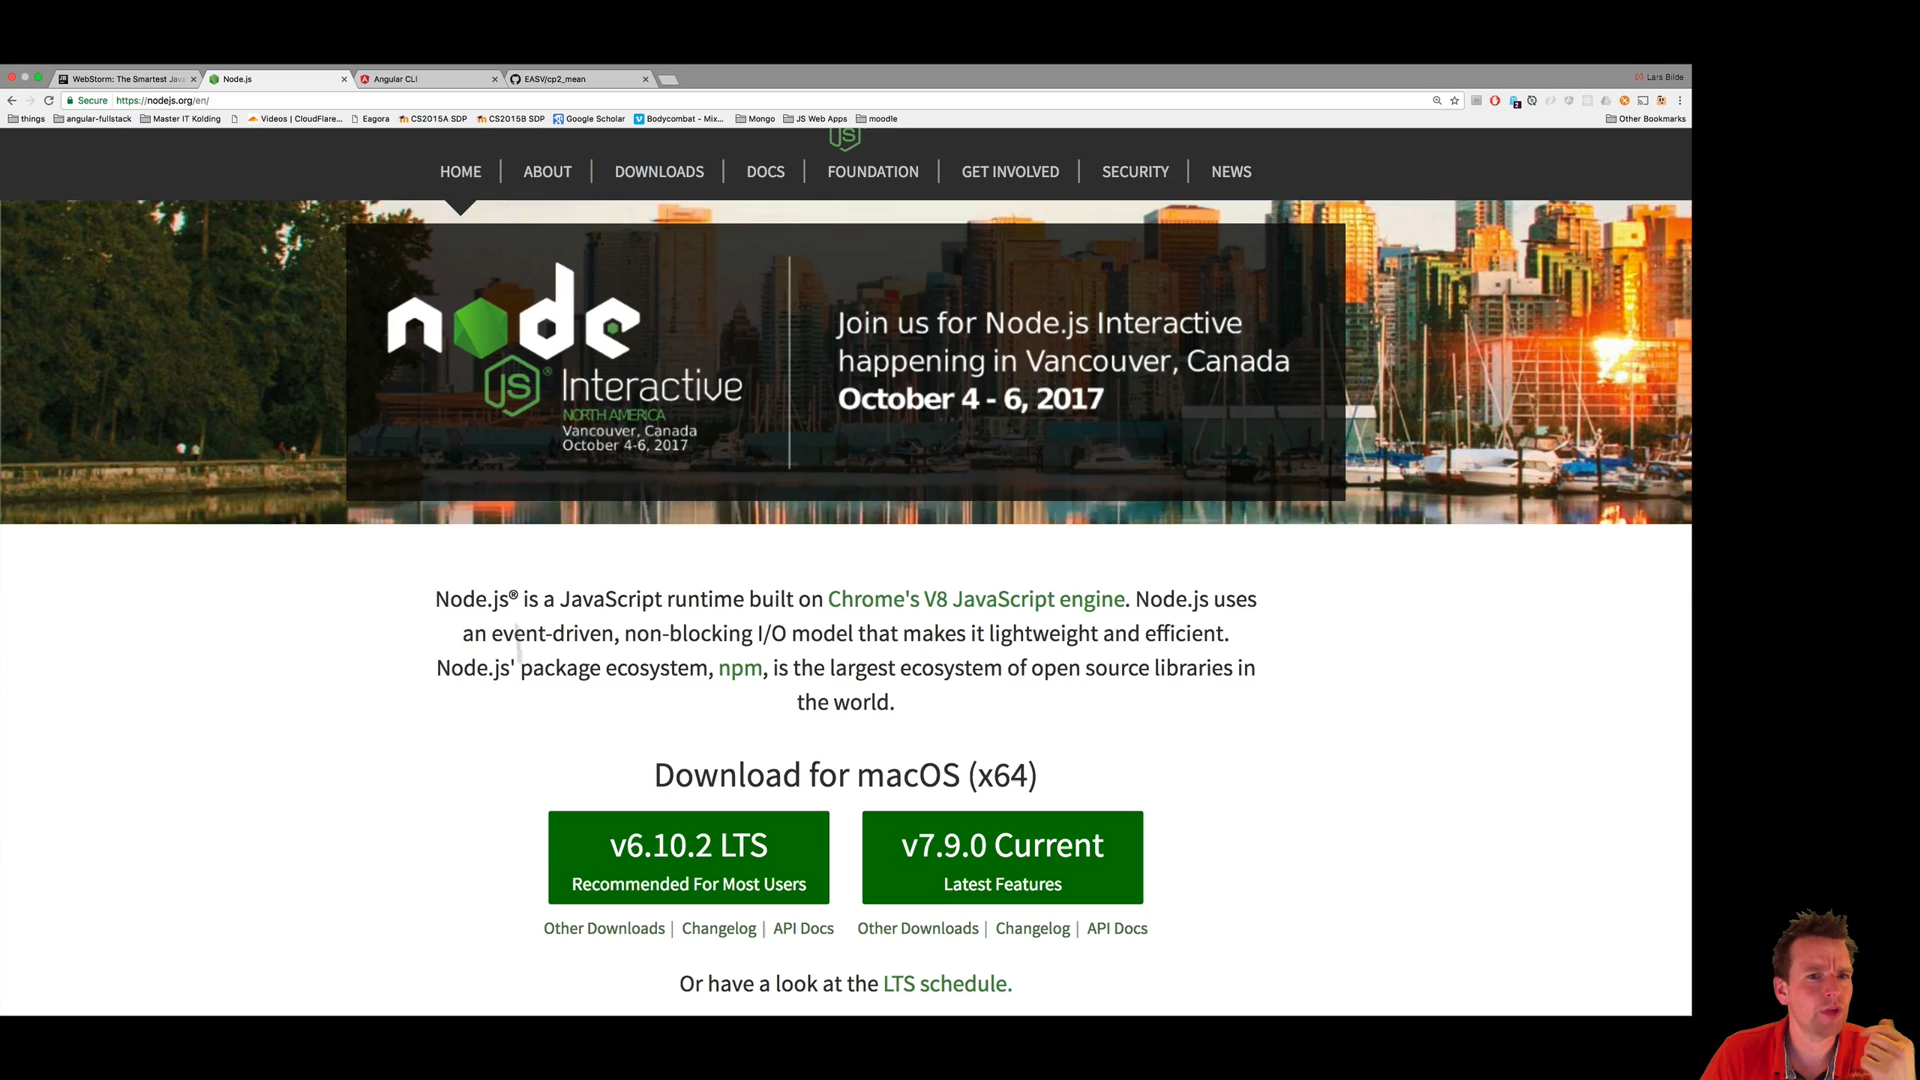 WebStorm: The Smartest Java
Node.js
Angular CLI
EASV/cp2_mean
Lars Bilde
Secure
https://nodejs.org/en/
things
angular-fullstack
Master IT Kolding
Videos | CloudFlare...
Eagora
CS2015A SDP
CS2015B SDP
Google Scholar
Bodycombat - Mix...
Mongo
JS Web Apps
moodle
Other Bookmarks
JS
HOME
ABOUT
DOWNLOADS
DOCS
FOUNDATION
GET INVOLVED
SECURITY
NEWS
node
JS® Interactive
NORTH AMERICA
Vancouver, Canada
October 4-6, 2017
Join us for Node.js Interactive
happening in Vancouver, Canada
October 4 - 6, 2017
Node.js® is a JavaScript runtime built on Chrome's V8 JavaScript engine. Node.js uses
an event-driven, non-blocking I/O model that makes it lightweight and efficient.
Node.js' package ecosystem, npm, is the largest ecosystem of open source libraries in
the world.
Download for macOS (x64)
v6.10.2 LTS
Recommended For Most Users
v7.9.0 Current
Latest Features
Other Downloads | Changelog | API Docs
Other Downloads | Changelog | API Docs
Or have a look at the LTS schedule.